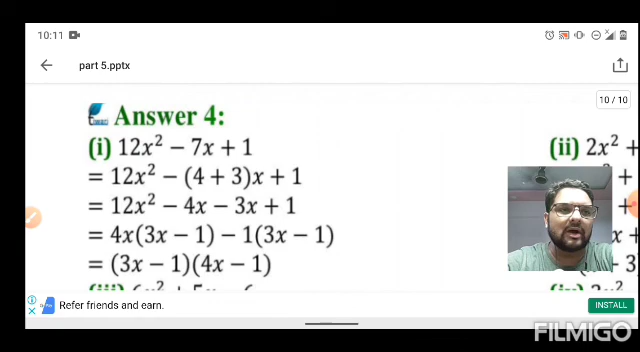 10:11
part 5.pptx
10 / 10
Answer 4:
(i) 12x² − 7x + 1
= 12x² − (4 + 3)x + 1
= 12x² − 4x − 3x + 1
= 4x(3x − 1) − 1(3x − 1)
= (3x − 1)(4x − 1)
(ii) 2x² +
+
+
x +
- 3
Refer friends and earn.
INSTALL
FILMIGO